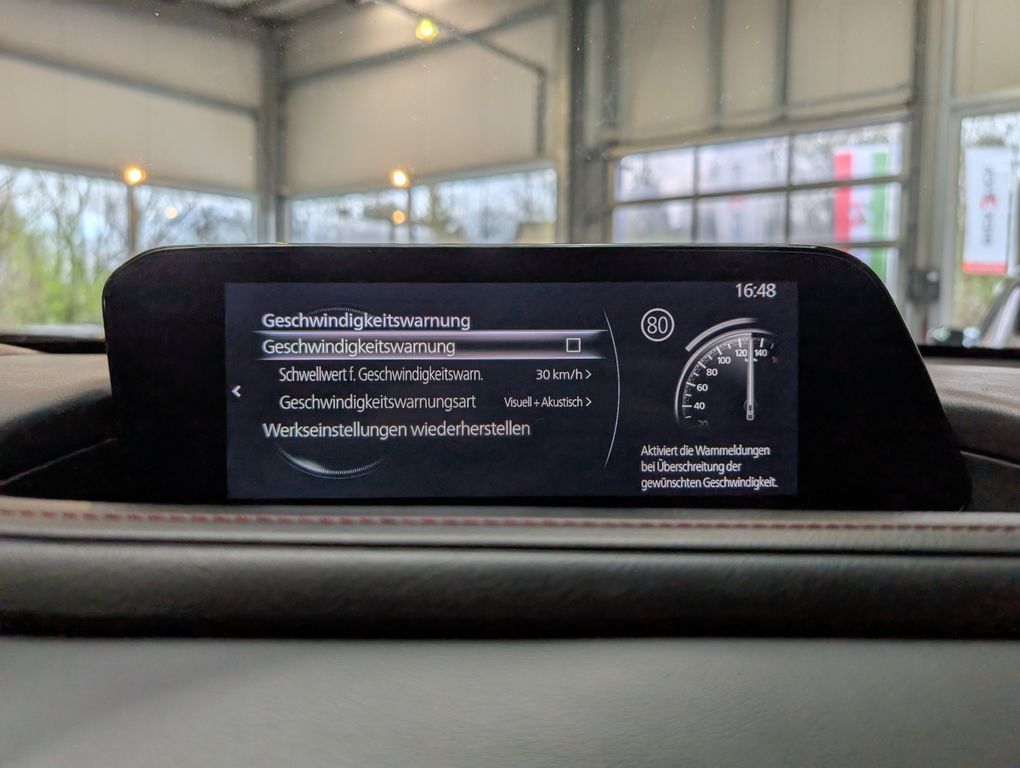 16:48
Geschwindigkeitswarnung
Geschwindigkeitswarnung
Schwellwert f. Geschwindigkeitswarn. 30 km/h >
Geschwindigkeitswarnungsart Visuell + Akustisch >
Werkseinstellungen wiederherstellen
80
140
120
100
80
60
40
20
Aktiviert die Warnmeldungen
bei Überschreitung der
gewünschten Geschwindigkeit.